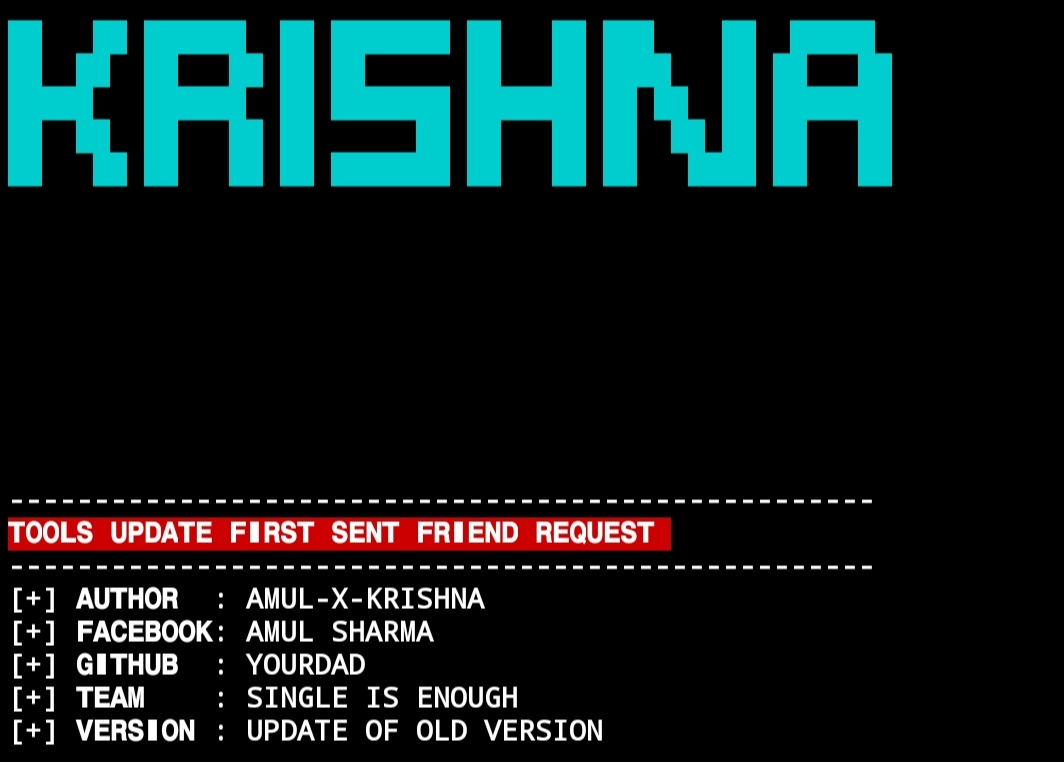 KRISHNA
-----------------------------------------------------
TOOLS UPDATE FIRST SENT FRIEND REQUEST
-----------------------------------------------------
[+] AUTHOR : AMUL-X-KRISHNA
[+] FACEBOOK: AMUL SHARMA
[+] GITHUB : YOURDAD
[+] TEAM : SINGLE IS ENOUGH
[+] VERSION : UPDATE OF OLD VERSION